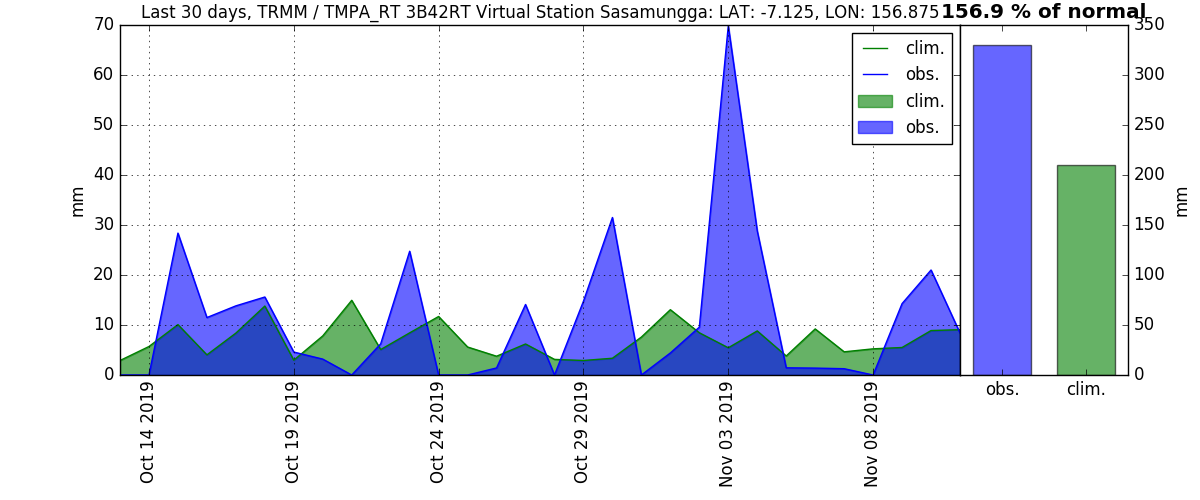 Last 30 days, TRMM / TMPA_RT 3B42RT Virtual Station Sasamungga: LAT: -7.125, LON: 156.875
156.9 % of normal
70
60
50
40
30
20
10
0
mm
clim.
obs.
clim.
obs.
350
300
250
200
150
100
50
0
mm
obs.
clim.
Oct 14 2019
Oct 19 2019
Oct 24 2019
Oct 29 2019
Nov 03 2019
Nov 08 2019